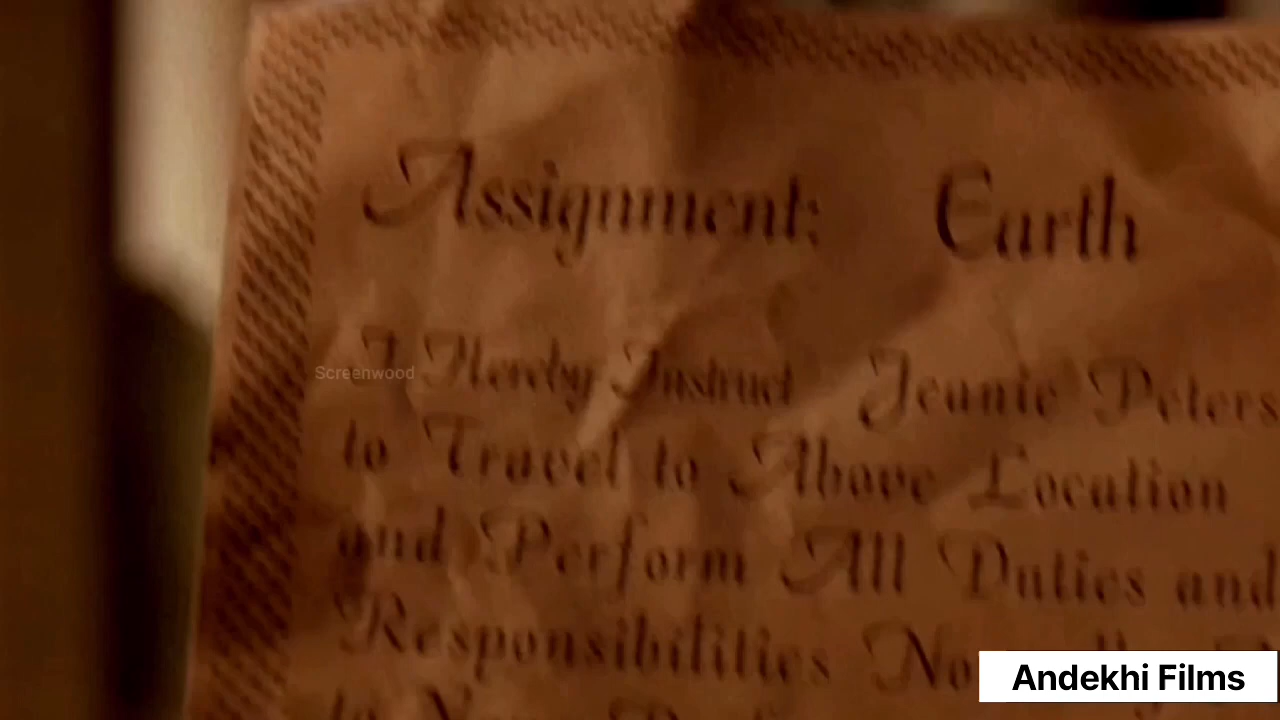 Assignment: Earth
I Hereby Instruct Jeanie Peters
Screenwood
to Travel to Above Location
and Perform All Duties and
Responsibilities
to
Andekhi Films